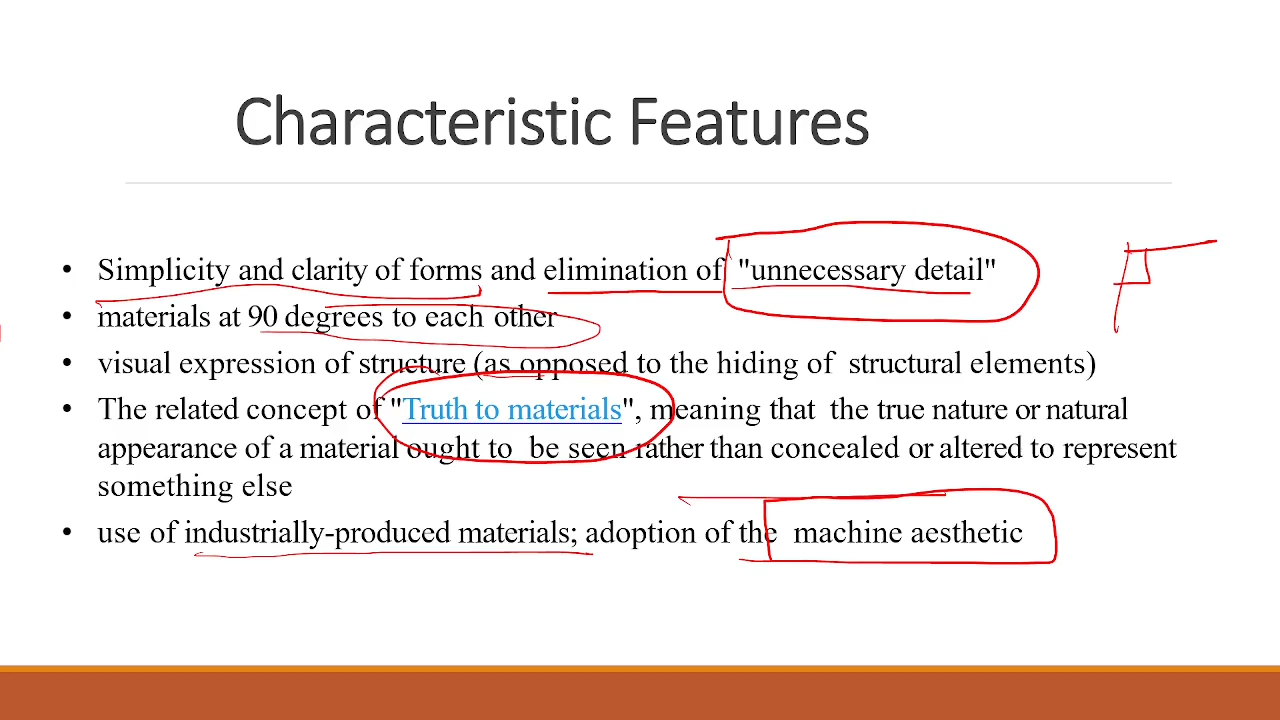 Characteristic Features
• Simplicity and clarity of forms and elimination of "unnecessary detail"
• materials at 90 degrees to each other
• visual expression of structure (as opposed to the hiding of structural elements)
• The related concept of "Truth to materials", meaning that the true nature or natural
appearance of a material ought to be seen rather than concealed or altered to represent
something else
• use of industrially-produced materials; adoption of the machine aesthetic